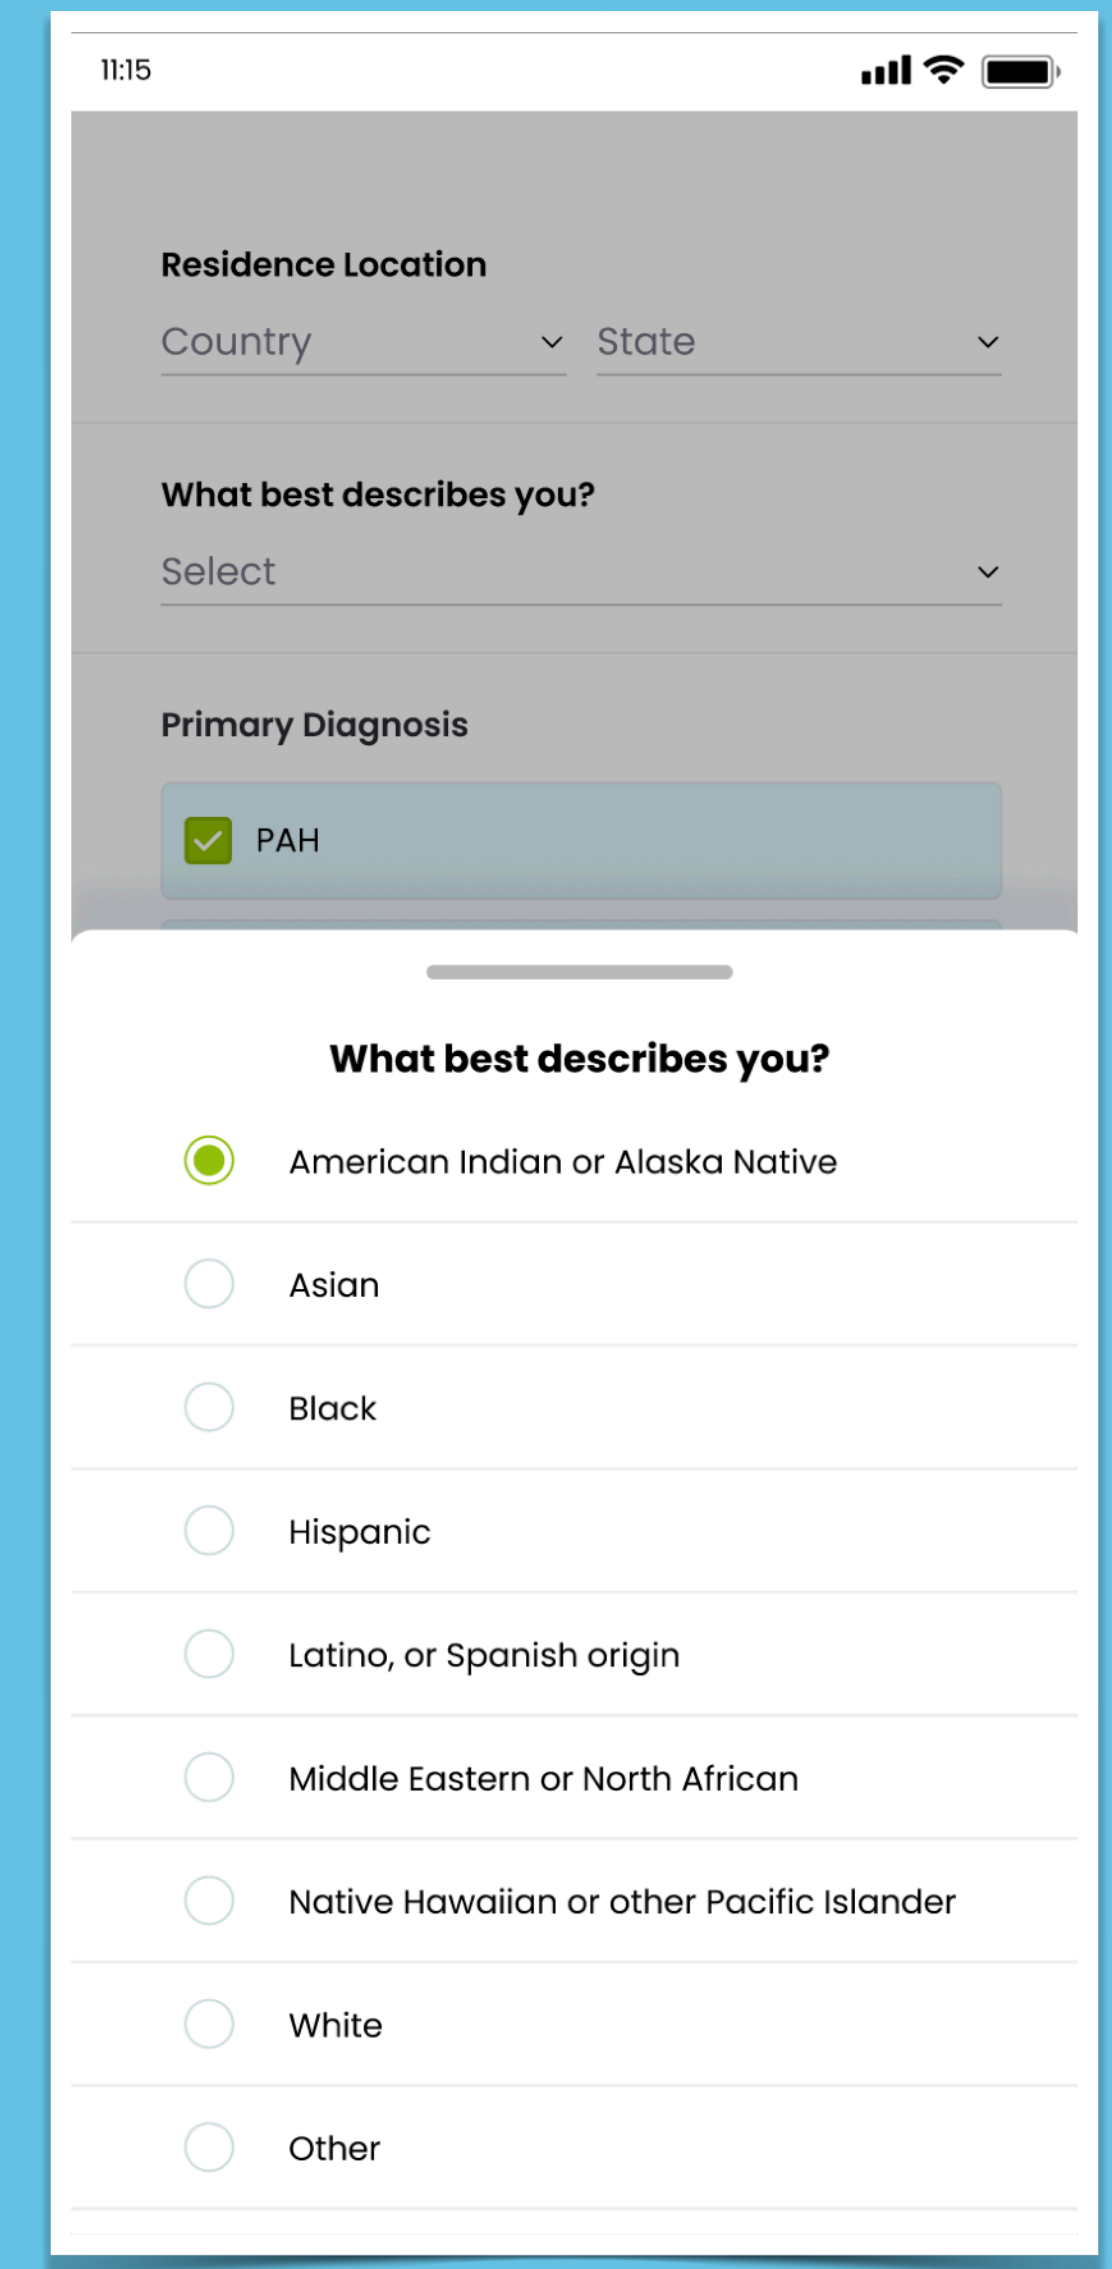 11:15
Residence Location
Country State
What best describes you?
Select
Primary Diagnosis
PAH
What best describes you?
American Indian or Alaska Native
Asian
Black
Hispanic
Latino, or Spanish origin
Middle Eastern or North African
Native Hawaiian or other Pacific Islander
White
Other